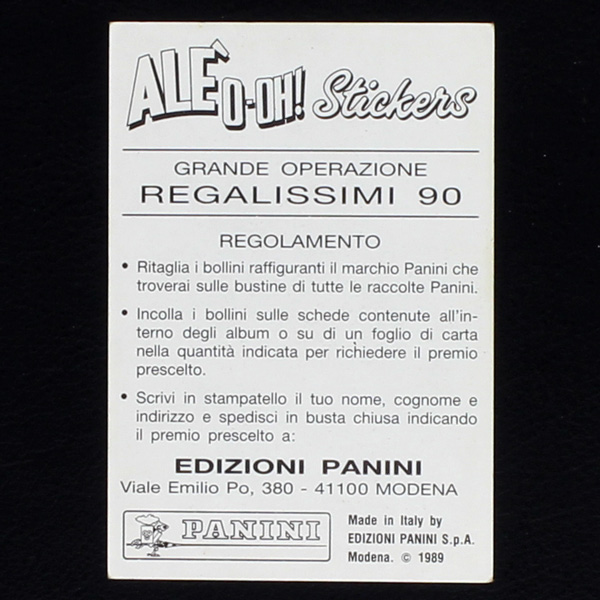 ALÈ O-OH! Stickers
GRANDE OPERAZIONE
REGALISSIMI 90
REGOLAMENTO
• Ritaglia i bollini raffiguranti il marchio Panini che
troverai sulle bustine di tutte le raccolte Panini.
• Incolla i bollini sulle schede contenute all'in-
terno degli album o su di un foglio di carta
nella quantità indicata per richiedere il premio
prescelto.
• Scrivi in stampatello il tuo nome, cognome e
indirizzo e spedisci in busta chiusa indicando
il premio prescelto a:
EDIZIONI PANINI
Viale Emilio Po, 380 - 41100 MODENA
PANINI
Made in Italy by
EDIZIONI PANINI S.p.A.
Modena. © 1989